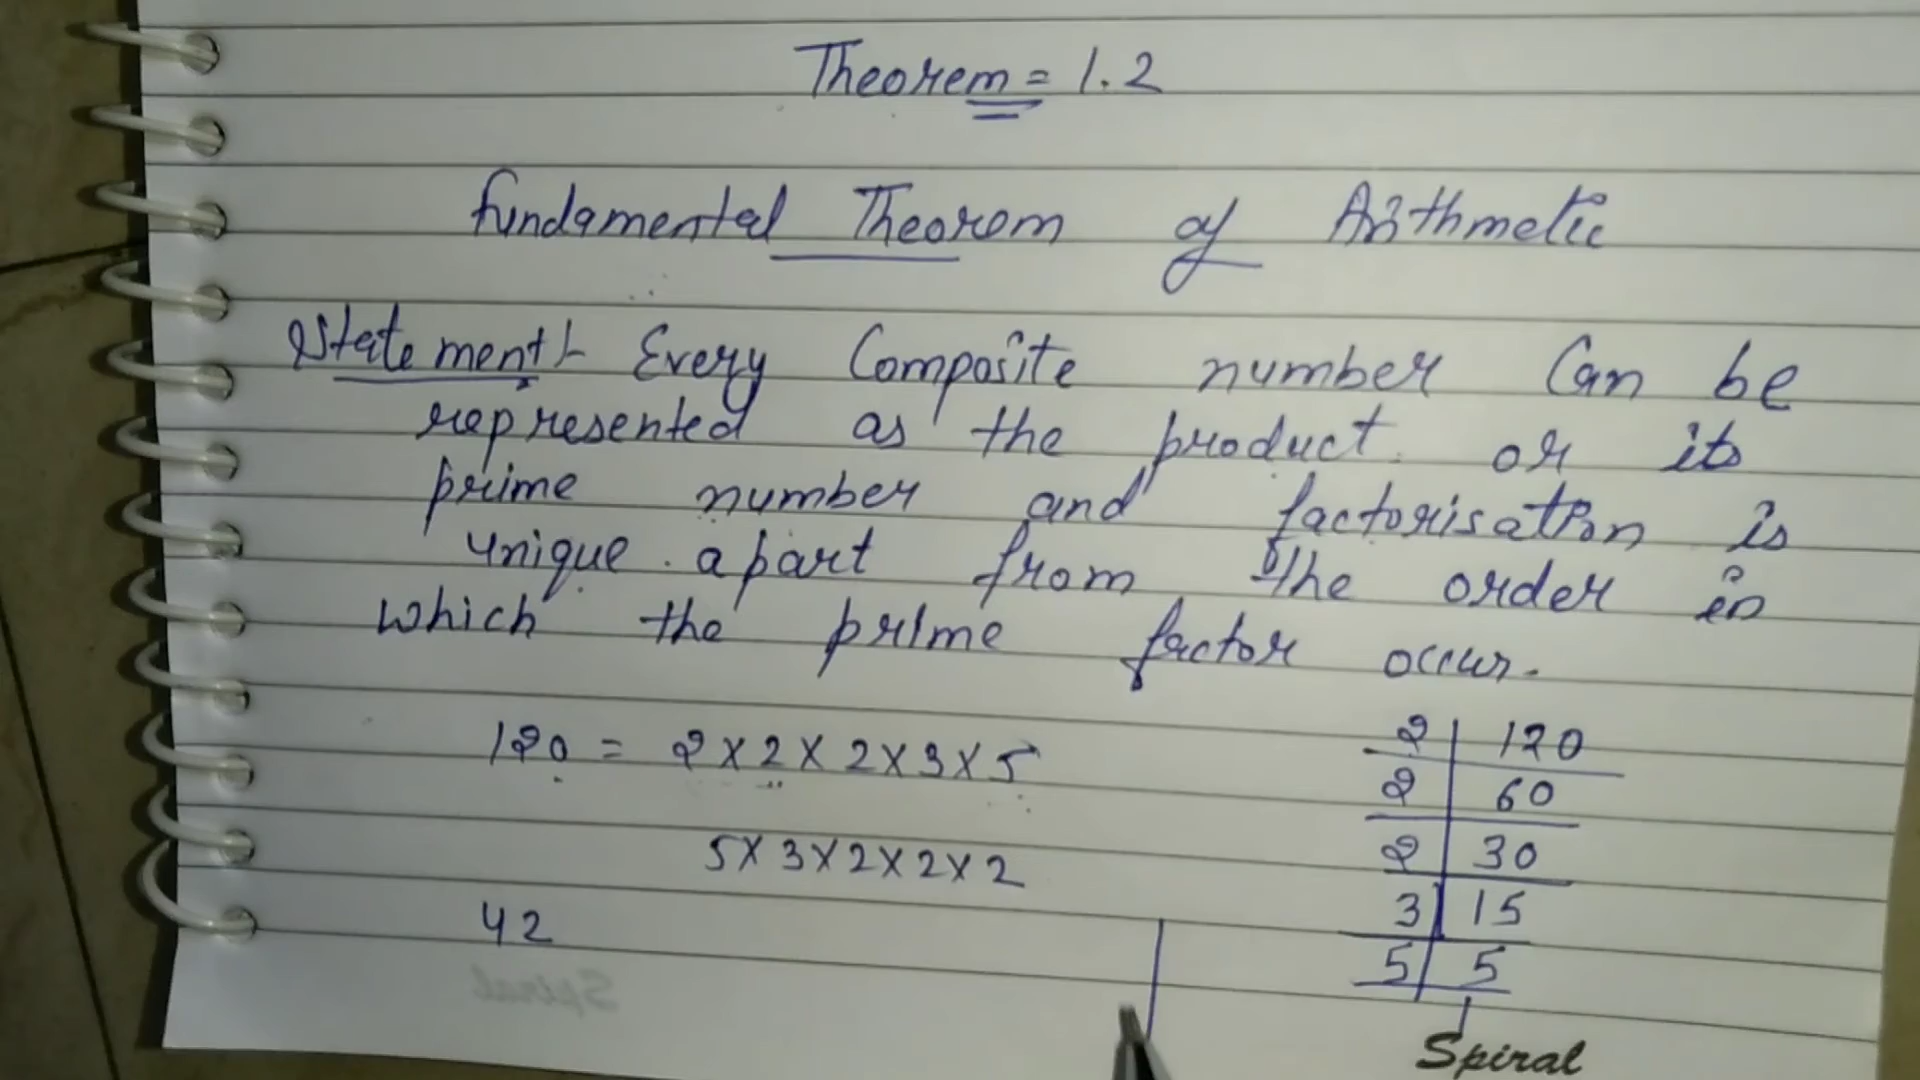 Theorem = 1.2
fundamental Theorem of Arithmetic
Statement :- Every Composite number Can be
represented as the product or its
prime number and factorisation is
unique apart from the order in
which the prime factor occur.
120 = 2 X 2 X 2 X 3 X 5
5 X 3 X 2 X 2 X 2
42
2 | 120
2 | 60
2 | 30
3 | 15
5 | 5
1
Spiral
Spiral